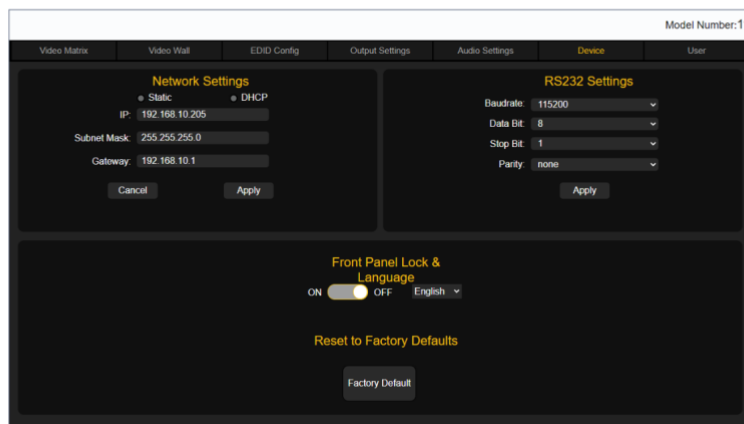 Model Number:1
Video Matrix Video Wall EDID Config Output Settings Audio Settings Device User
Network Settings
Static DHCP
IP: 192.168.10.205
Subnet Mask: 255.255.255.0
Gateway: 192.168.10.1
Cancel Apply
RS232 Settings
Baudrate: 115200
Data Bit: 8
Stop Bit: 1
Parity: none
Apply
Front Panel Lock &
Language
ON OFF English
Reset to Factory Defaults
Factory Default